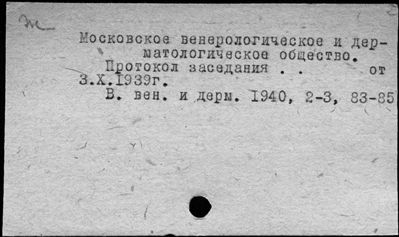 Московское венерологическое и дер-
матологическое общество.
Протокол заседания . . от
3.X.1939г.
В. вен. и дерм. 1940, 2-3, 83-85